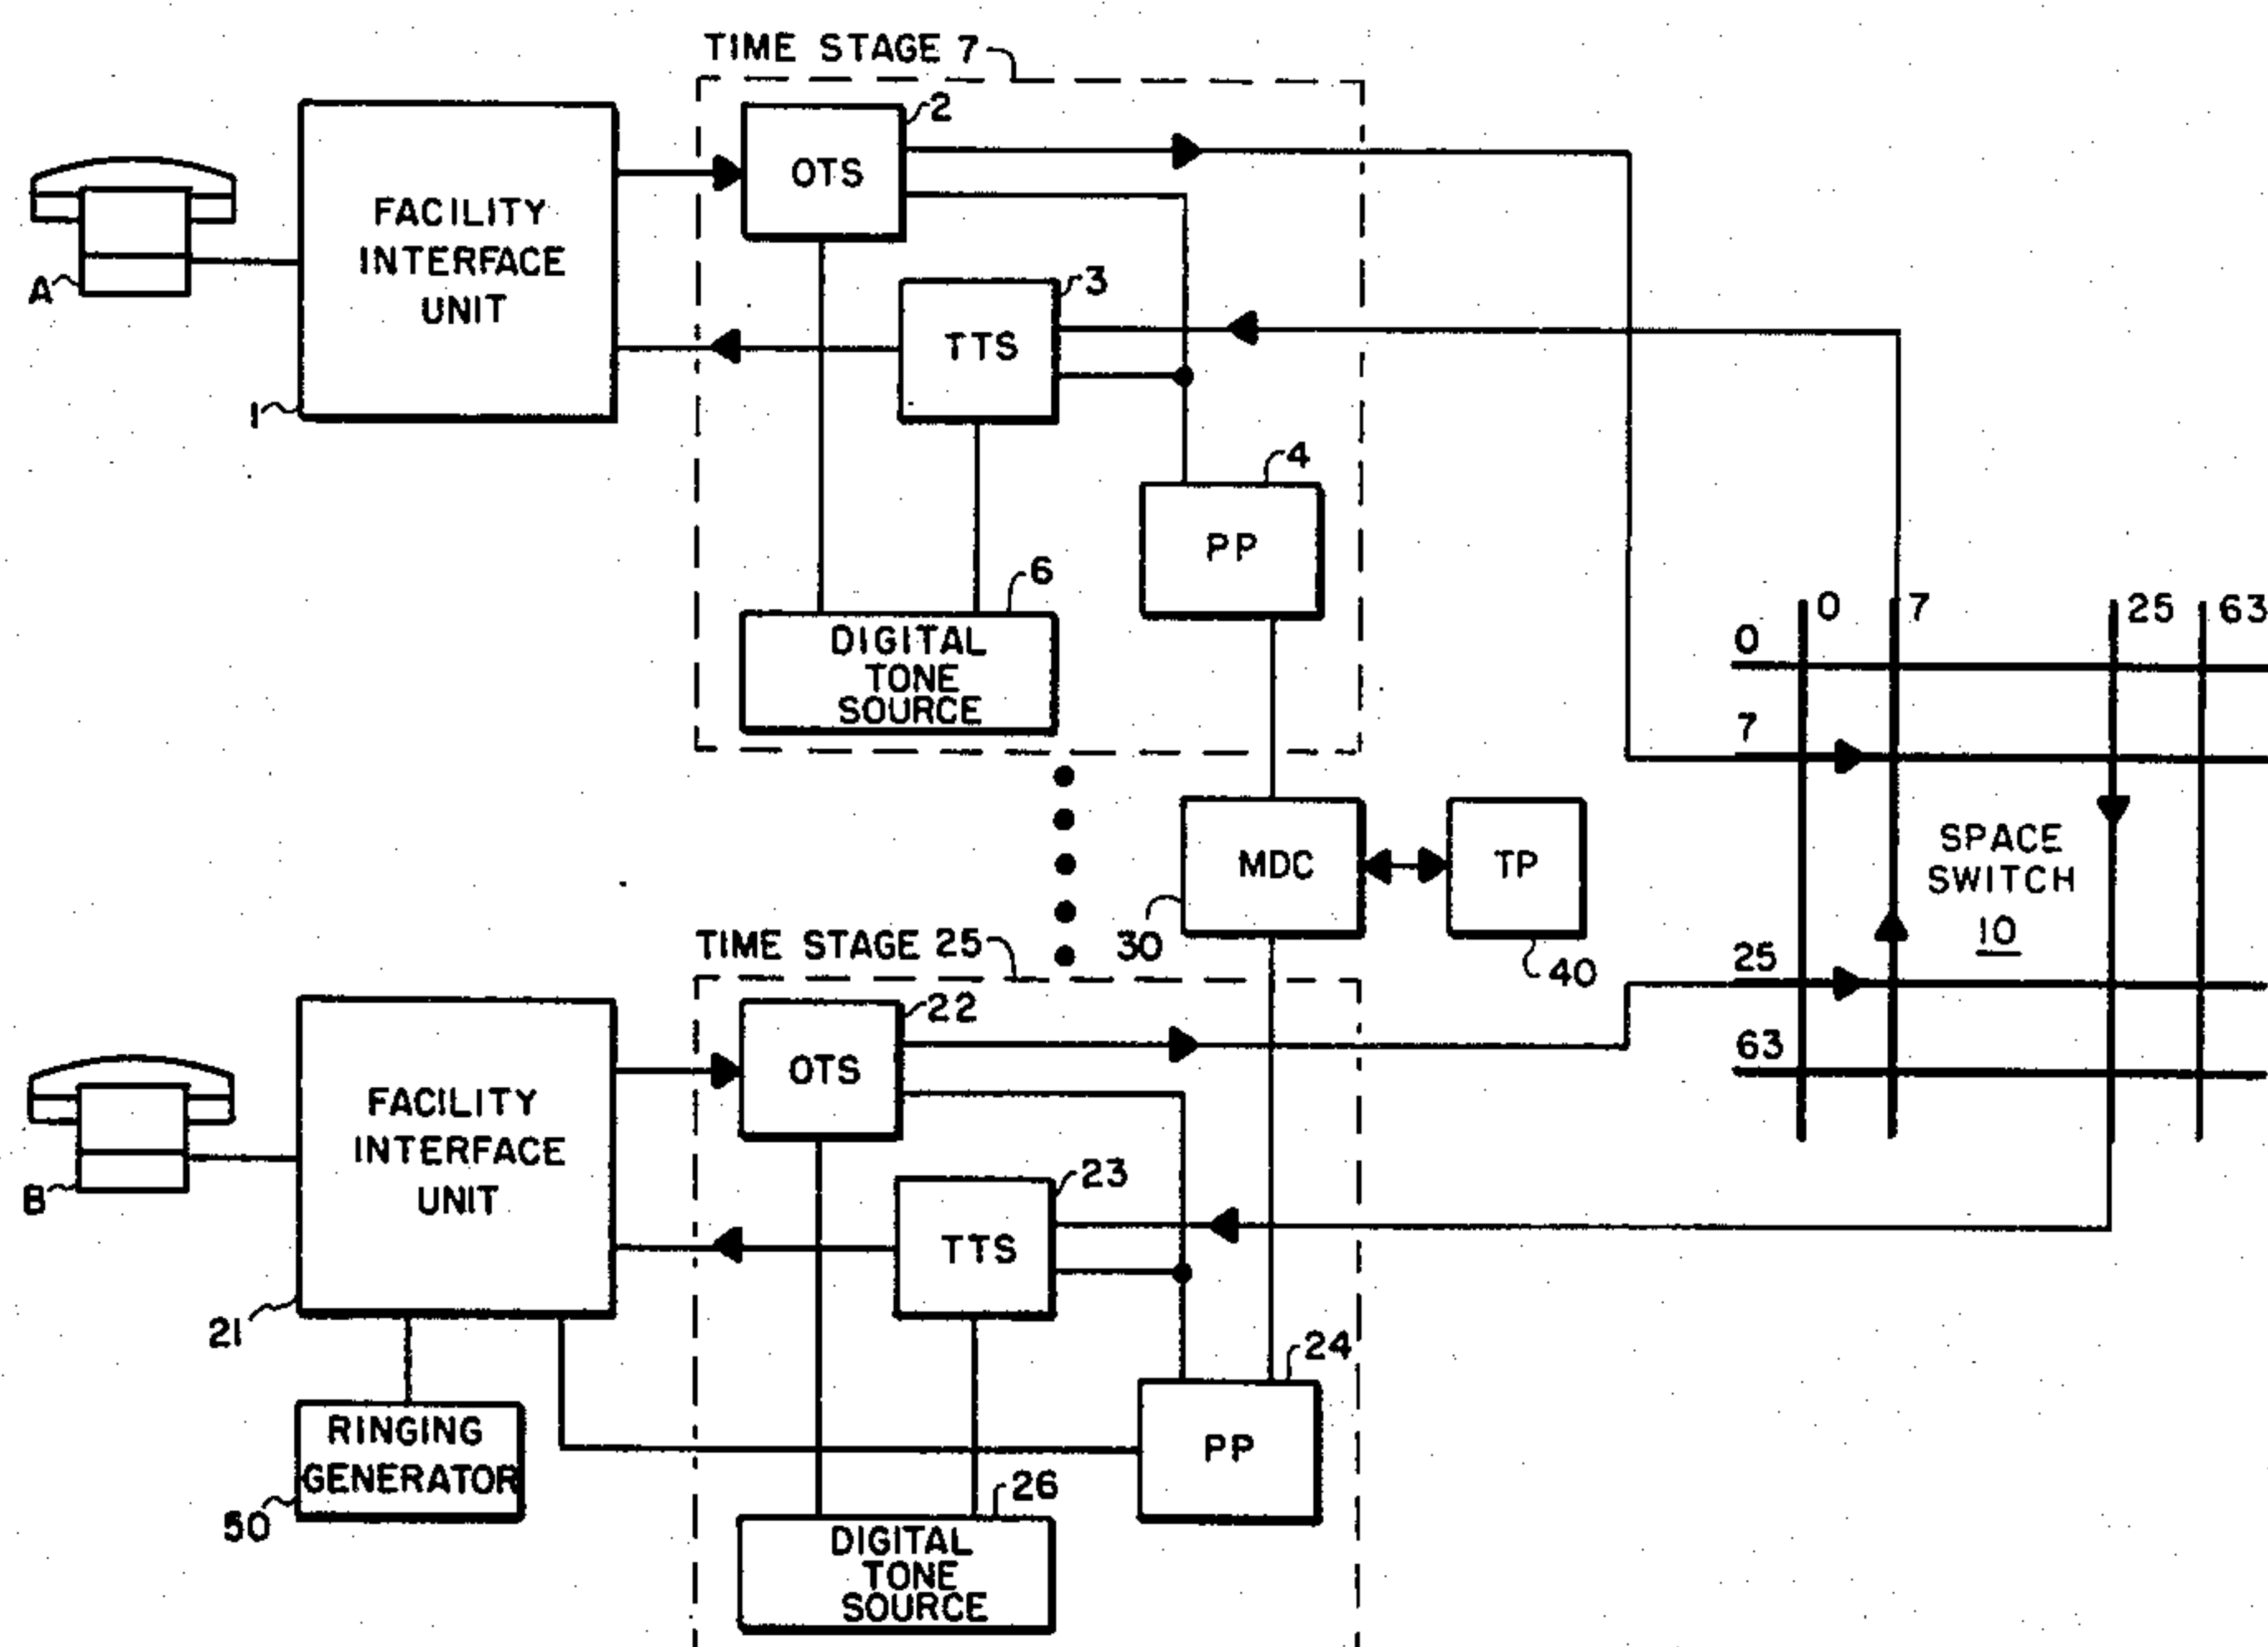 TIME STAGE 7
2
OTS
FACILITY
INTERFACE
UNIT
A
1
3
TTS
4
PP
6
DIGITAL
TONE
SOURCE
0
7
25
63
0
7
25
63
SPACE
SWITCH
10
MDC
30
TP
40
TIME STAGE 25
22
OTS
FACILITY
INTERFACE
UNIT
B
21
23
TTS
24
PP
RINGING
GENERATOR
50
26
DIGITAL
TONE
SOURCE